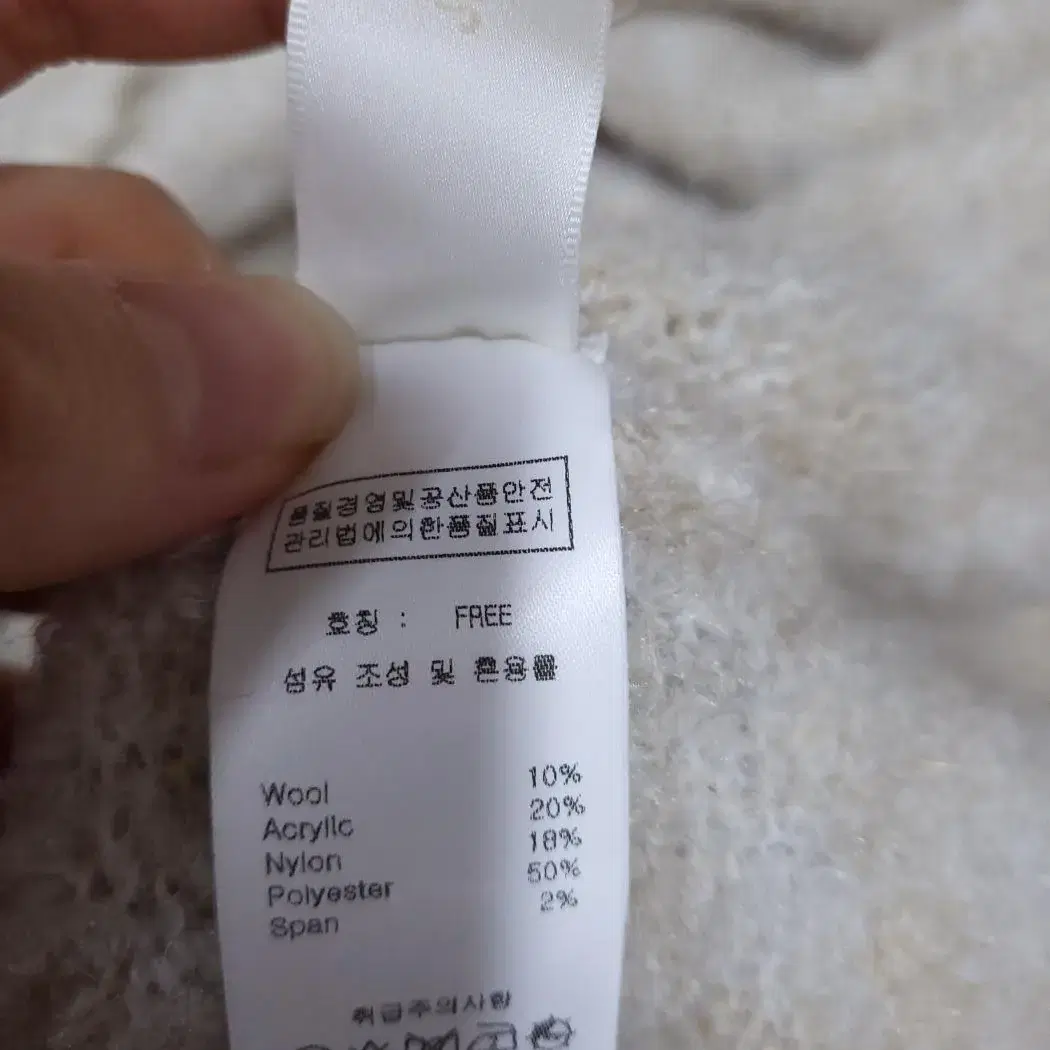 품질경영및공산품안전
관리법에의한품질표시
호칭 : FREE
섬유 조성 및 혼용률
Wool 10%
Acrylic 20%
Nylon 18%
Polyester 50%
Span 2%
취급주의사항